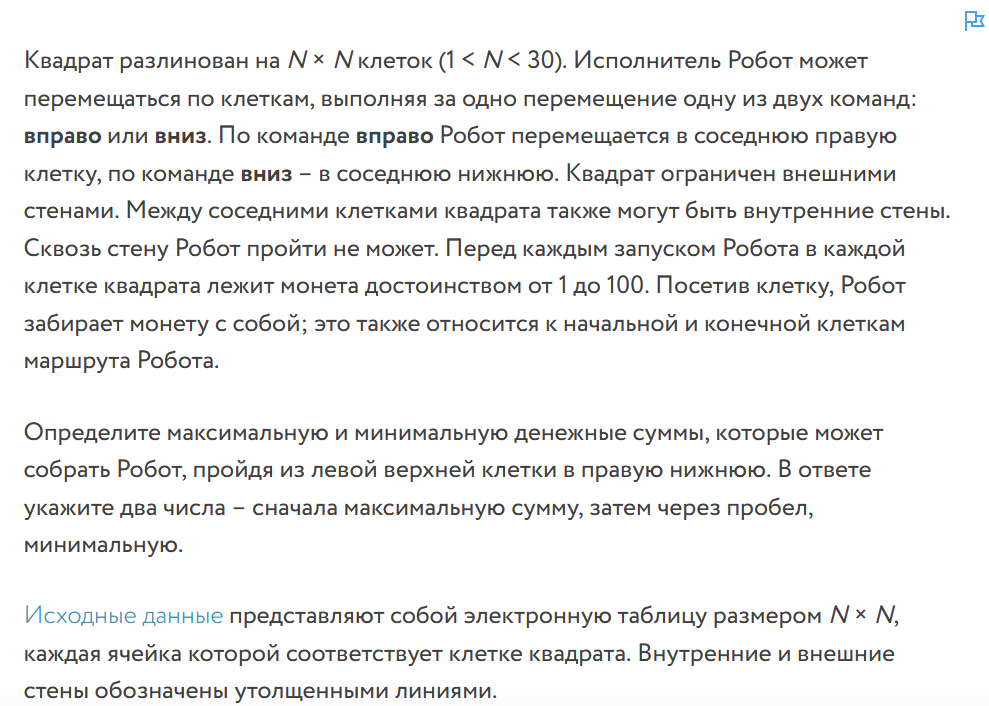 Квадрат разлинован на N × N клеток (1 < N < 30). Исполнитель Робот может
перемещаться по клеткам, выполняя за одно перемещение одну из двух команд:
вправо или вниз. По команде вправо Робот перемещается в соседнюю правую
клетку, по команде вниз – в соседнюю нижнюю. Квадрат ограничен внешними
стенами. Между соседними клетками квадрата также могут быть внутренние стены.
Сквозь стену Робот пройти не может. Перед каждым запуском Робота в каждой
клетке квадрата лежит монета достоинством от 1 до 100. Посетив клетку, Робот
забирает монету с собой; это также относится к начальной и конечной клеткам
маршрута Робота.
Определите максимальную и минимальную денежные суммы, которые может
собрать Робот, пройдя из левой верхней клетки в правую нижнюю. В ответе
укажите два числа – сначала максимальную сумму, затем через пробел,
минимальную.
Исходные данные представляют собой электронную таблицу размером N × N,
каждая ячейка которой соответствует клетке квадрата. Внутренние и внешние
стены обозначены утолщенными линиями.